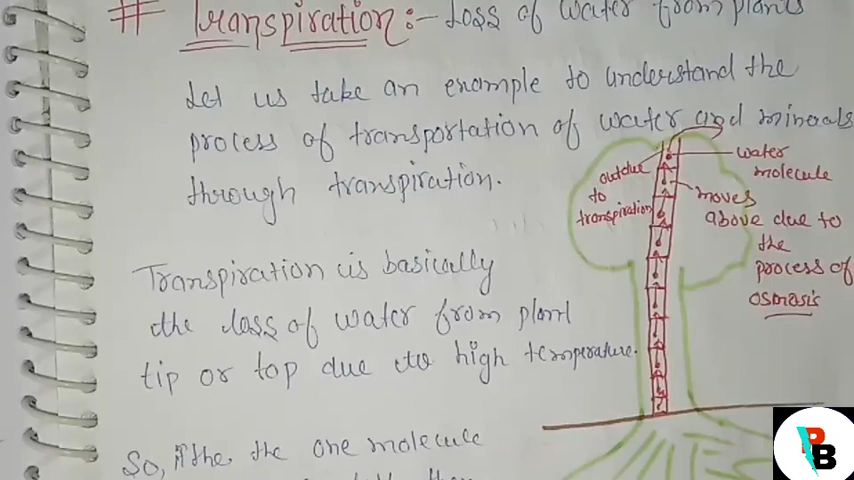 # Transpiration:- Loss of water from plants
Let us take an example to understand the
process of transportation of water and minerals
through transpiration.
Transpiration is basically
the loss of water from plant
tip or top due to high temperature.
So, if the the one molecule
outdue
to
transpiration
water
molecule
moves
above due to
the
process of
osmosis
PB